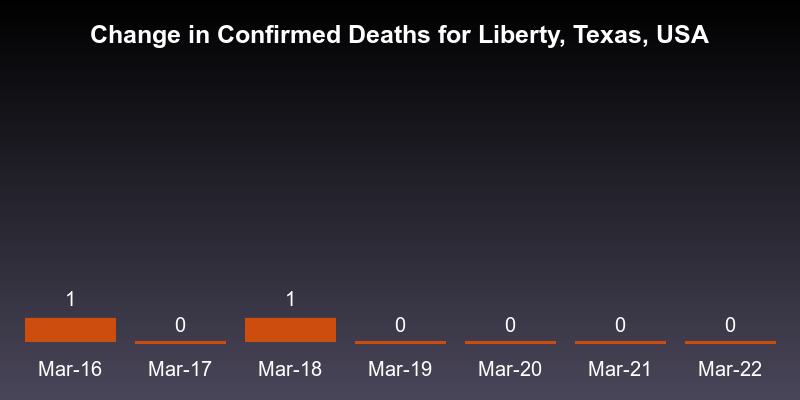 Change in Confirmed Deaths for Liberty, Texas, USA
1 0 1 0 0 0 0
Mar-16 Mar-17 Mar-18 Mar-19 Mar-20 Mar-21 Mar-22